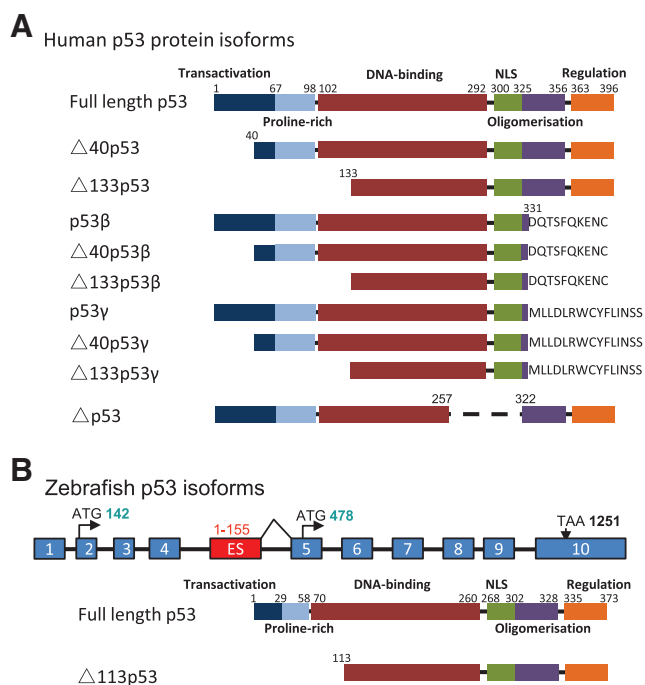 A Human p53 protein isoforms
Transactivation DNA-binding NLS Regulation
1 67 98 102 292 300 325 356 363 396
Full length p53
Proline-rich Oligomerisation
40
△40p53
133
△133p53
331
p53β DQTSFQKENC
△40p53β DQTSFQKENC
△133p53β DQTSFQKENC
p53γ MLLDLRWCYFLINSS
△40p53γ MLLDLRWCYFLINSS
△133p53γ MLLDLRWCYFLINSS
257 322
△p53
B Zebrafish p53 isoforms
ATG 142 1-155 ATG 478 TAA 1251
1 2 3 4 ES 5 6 7 8 9 10
Transactivation DNA-binding NLS Regulation
1 29 58 70 260 268 302 328 335 373
Full length p53
Proline-rich Oligomerisation
113
△113p53